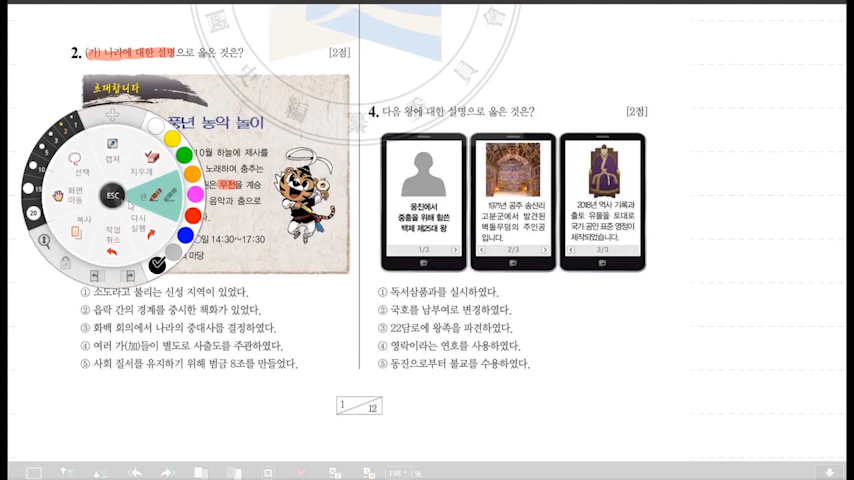 2. (가) 나라에 대한 설명으로 옳은 것은? [2점]
초대합니다
풍년 농악 놀이
10월 하늘에 제사를
노래하며 춤추는
무천을 계승
음악과 춤으로
다.
일 14:30~17:30
마당
① 소도라고 불리는 신성 지역이 있었다.
② 읍락 간의 경계를 중시한 책화가 있었다.
③ 화백 회의에서 나라의 중대사를 결정하였다.
④ 여러 가(加)들이 별도로 사출도를 주관하였다.
⑤ 사회 질서를 유지하기 위해 범금 8조를 만들었다.
캡쳐
선택
지우개
화면
이동
ESC
펜
복사
작업
취소
다시
실행
1
2
3
5
10
15
20
4. 다음 왕에 대한 설명으로 옳은 것은? [2점]
웅진에서
중흥을 위해 힘쓴
백제 제25대 왕
1/3
1971년 공주 송산리
고분군에서 발견된
벽돌무덤의 주인공
입니다.
2/3
2018년 역사 기록과
출토 유물을 토대로
국가 공인 표준 영정이
제작되었습니다.
3/3
① 독서삼품과를 실시하였다.
② 국호를 남부여로 변경하였다.
③ 22담로에 왕족을 파견하였다.
④ 영락이라는 연호를 사용하였다.
⑤ 동진으로부터 불교를 수용하였다.
1
12
國史編纂委員會
198 %